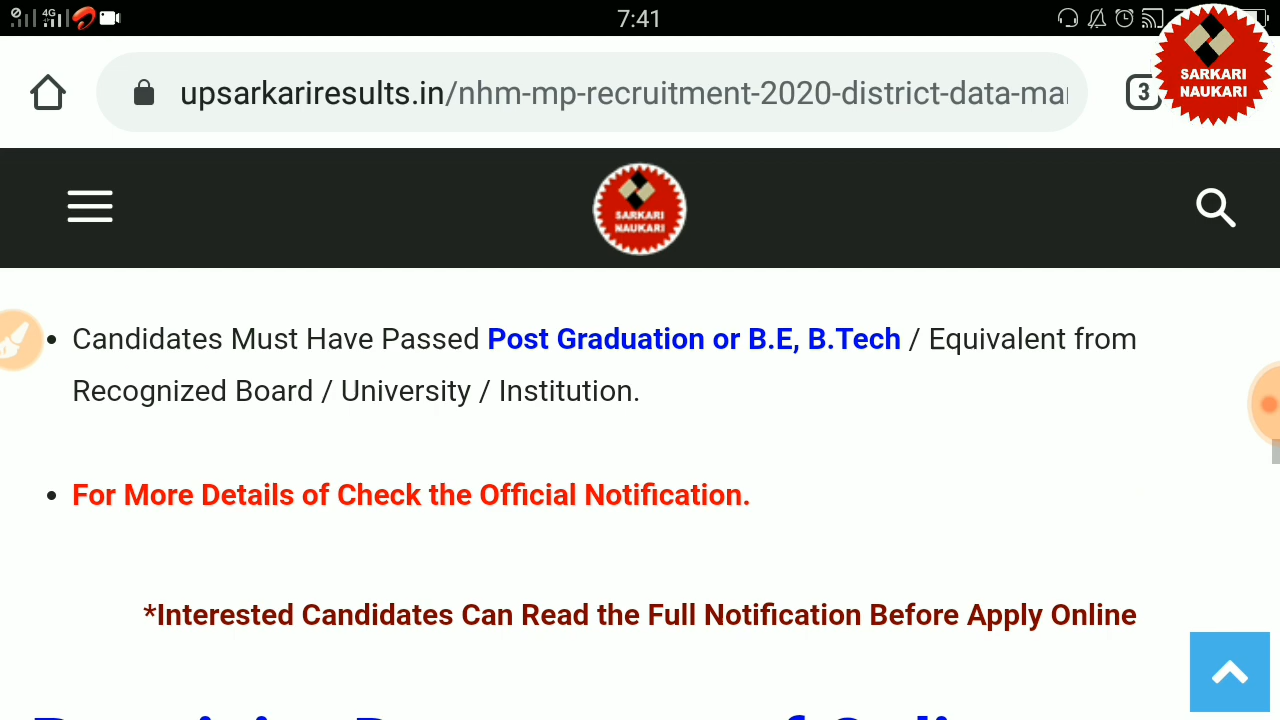 4G
7:41
upsarkariresults.in/nhm-mp-recruitment-2020-district-data-ma
3
SARKARI
NAUKARI
SARKARI
NAUKARI
• Candidates Must Have Passed Post Graduation or B.E, B.Tech / Equivalent from
Recognized Board / University / Institution.
• For More Details of Check the Official Notification.
*Interested Candidates Can Read the Full Notification Before Apply Online